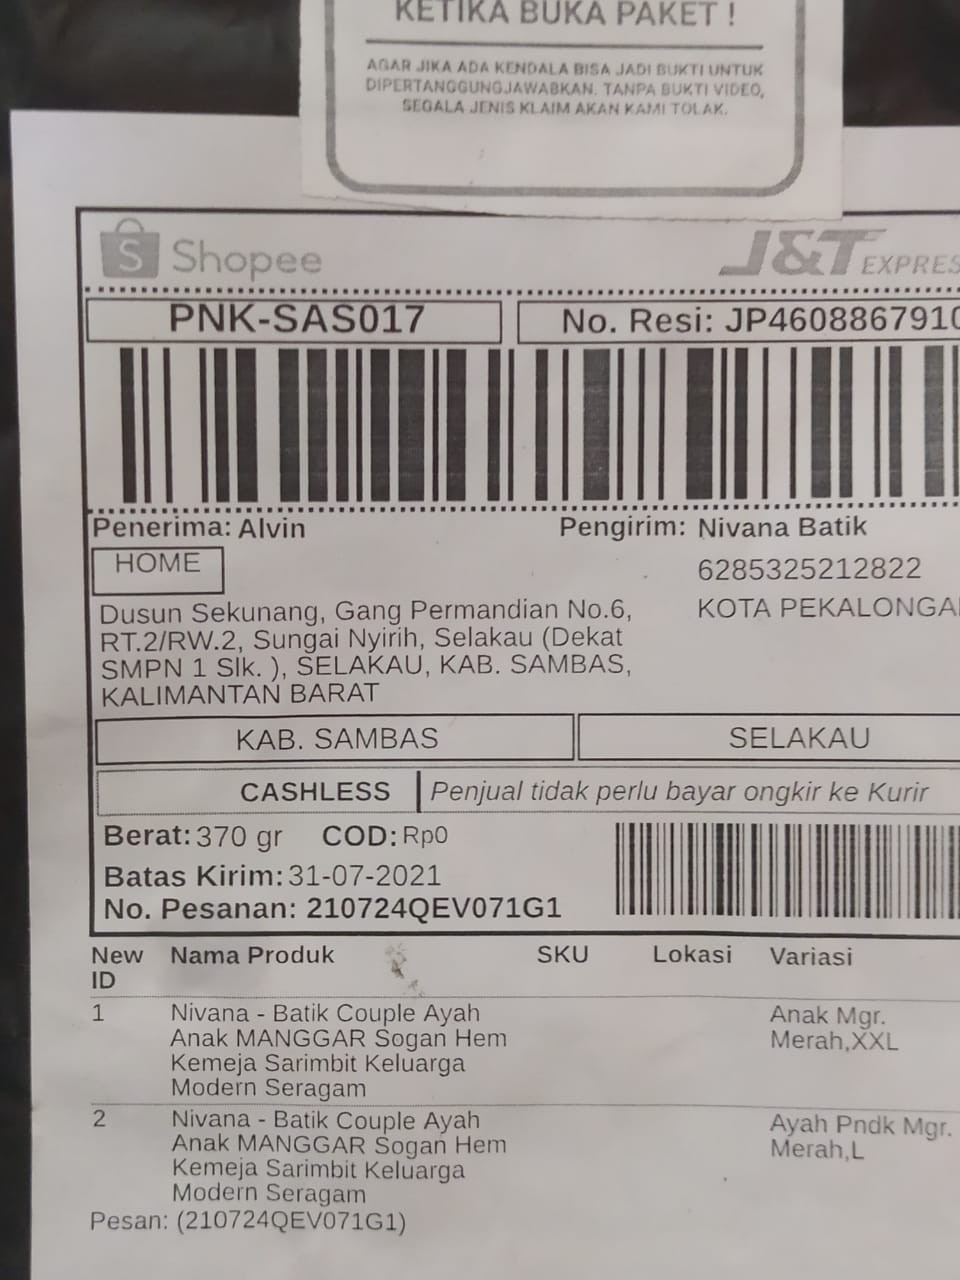 KETIKA BUKA PAKET !
AGAR JIKA ADA KENDALA BISA JADI BUKTI UNTUK
DIPERTANGGUNGJAWABKAN. TANPA BUKTI VIDEO,
SEGALA JENIS KLAIM AKAN KAMI TOLAK.
S Shopee
J&T EXPRES
PNK-SAS017
No. Resi: JP4608867910
Penerima: Alvin
Pengirim: Nivana Batik
HOME
6285325212822
Dusun Sekunang, Gang Permandian No.6,
KOTA PEKALONGA
RT.2/RW.2, Sungai Nyirih, Selakau (Dekat
SMPN 1 Slk. ), SELAKAU, KAB. SAMBAS,
KALIMANTAN BARAT
KAB. SAMBAS
SELAKAU
CASHLESS
Penjual tidak perlu bayar ongkir ke Kurir
Berat: 370 gr COD: Rp0
Batas Kirim: 31-07-2021
No. Pesanan: 210724QEV071G1
New Nama Produk SKU Lokasi Variasi
ID
1 Nivana - Batik Couple Ayah Anak Mgr.
Anak MANGGAR Sogan Hem Merah,XXL
Kemeja Sarimbit Keluarga
Modern Seragam
2 Nivana - Batik Couple Ayah Ayah Pndk Mgr.
Anak MANGGAR Sogan Hem Merah,L
Kemeja Sarimbit Keluarga
Modern Seragam
Pesan: (210724QEV071G1)